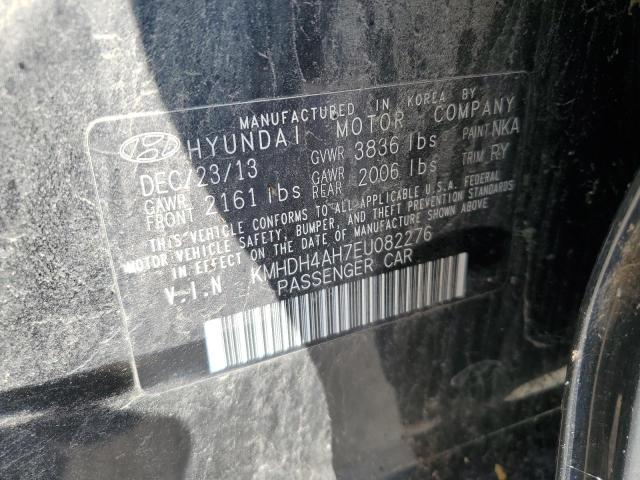 MANUFACTURED IN KOREA BY
HYUNDAI MOTOR COMPANY
DEC/23/13 GVWR 3836 lbs PAINT NKA
GAWR FRONT 2161 lbs GAWR REAR 2006 lbs TRIM RY
THIS VEHICLE CONFORMS TO ALL APPLICABLE U.S.A. FEDERAL
MOTOR VEHICLE SAFETY, BUMPER, AND THEFT PREVENTION STANDARDS
IN EFFECT ON THE DATE OF MANUFACTURE SHOWN ABOVE.
V.I.N KMHDH4AH7EU082276
PASSENGER CAR